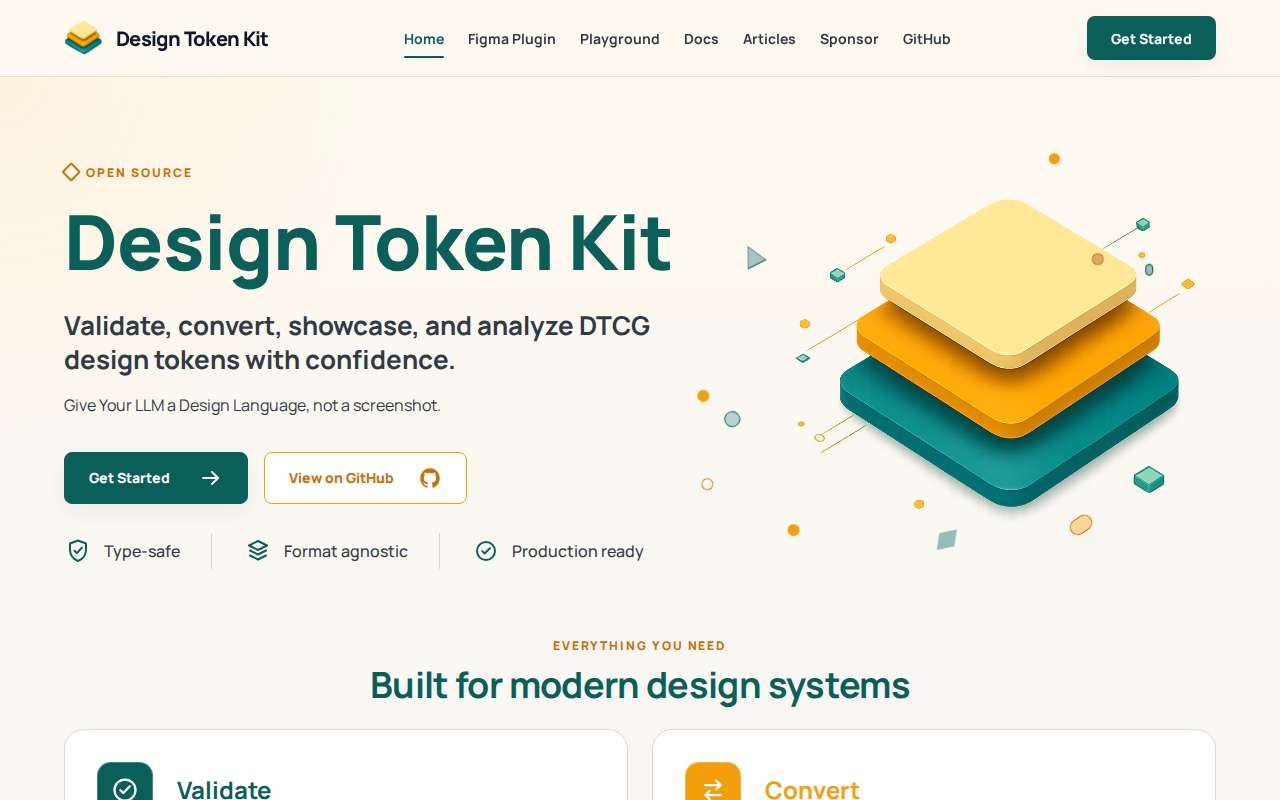 Design Token Kit
Home
Figma Plugin
Playground
Docs
Articles
Sponsor
GitHub
Get Started
OPEN SOURCE
Design Token Kit
Validate, convert, showcase, and analyze DTCG
design tokens with confidence.
Give Your LLM a Design Language, not a screenshot.
Get Started
View on GitHub
Type-safe
Format agnostic
Production ready
EVERYTHING YOU NEED
Built for modern design systems
Validate
Convert